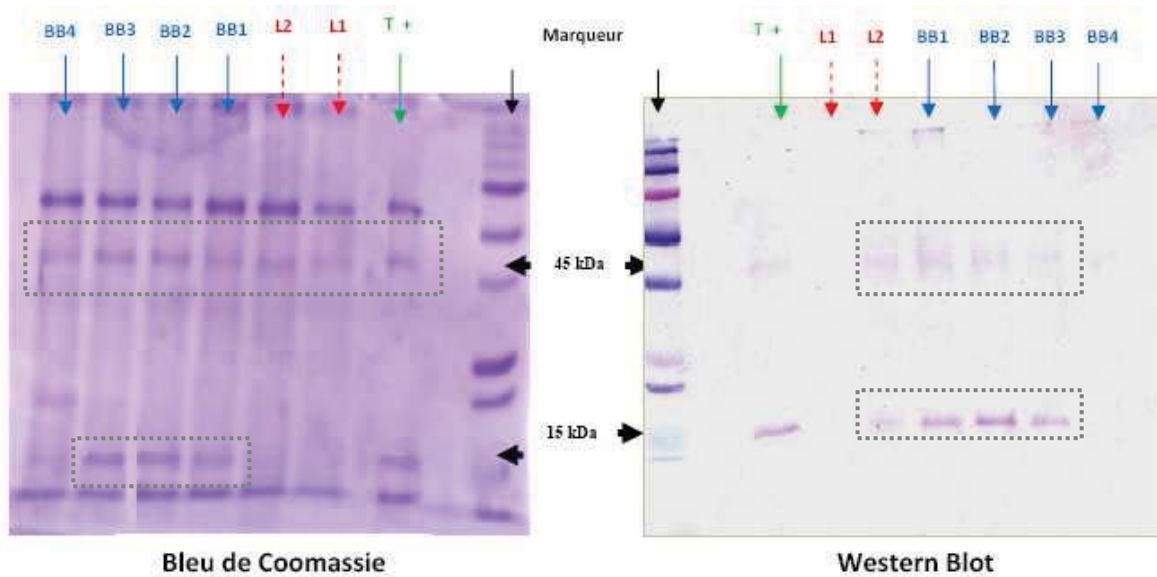 BB4 BB3 BB2 BB1 L2 L1 T + Marqueur T + L1 L2 BB1 BB2 BB3 BB4
45 kDa
15 kDa
Bleu de Coomassie Western Blot